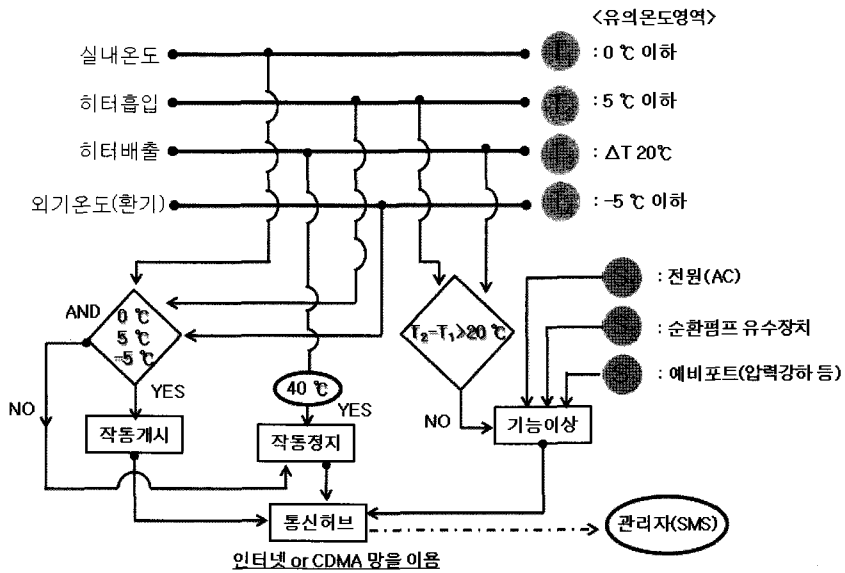 <유의온도영역>
실내온도
: 0 ℃ 이하
히터흡입
: 5 ℃ 이하
히터배출
: ΔT 20℃
외기온도(환기)
: -5 ℃ 이하
: 전원(AC)
AND
0 ℃
5 ℃
-5 ℃
T₂-T₁≥20 ℃
: 순환펌프 유수장치
: 예비포트(압력강하 등)
40 ℃
YES
YES
NO
NO
작동개시
작동정지
기능이상
통신허브
관리자(SMS)
인터넷 or CDMA 망을 이용